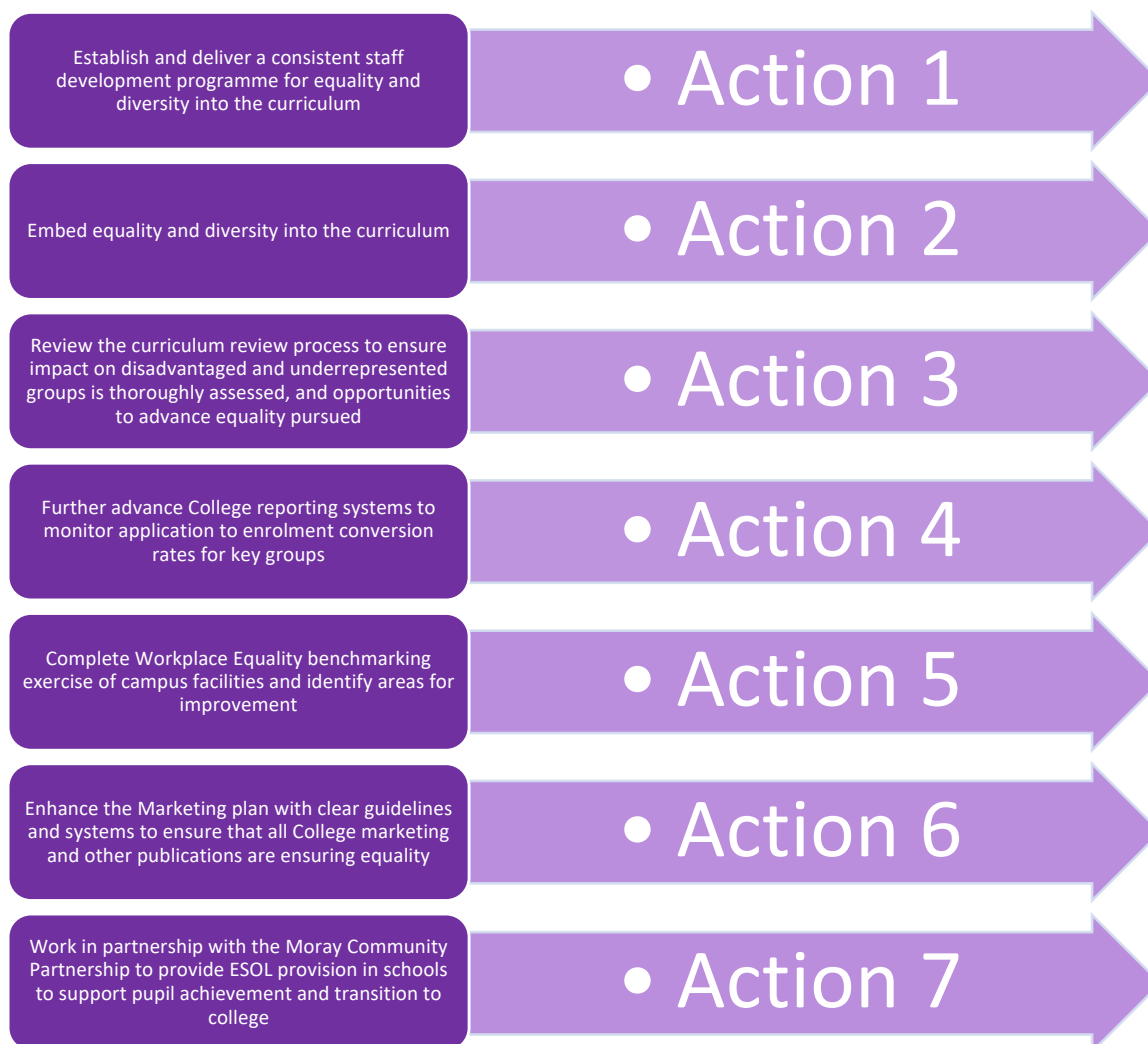 Establish and deliver a consistent staff
development programme for equality and
diversity into the curriculum
• Action 1
Embed equality and diversity into the curriculum
• Action 2
Review the curriculum review process to ensure
impact on disadvantaged and underrepresented
groups is thoroughly assessed, and opportunities
to advance equality pursued
• Action 3
Further advance College reporting systems to
monitor application to enrolment conversion
rates for key groups
• Action 4
Complete Workplace Equality benchmarking
exercise of campus facilities and identify areas for
improvement
• Action 5
Enhance the Marketing plan with clear guidelines
and systems to ensure that all College marketing
and other publications are ensuring equality
• Action 6
Work in partnership with the Moray Community
Partnership to provide ESOL provision in schools
to support pupil achievement and transition to
college
• Action 7